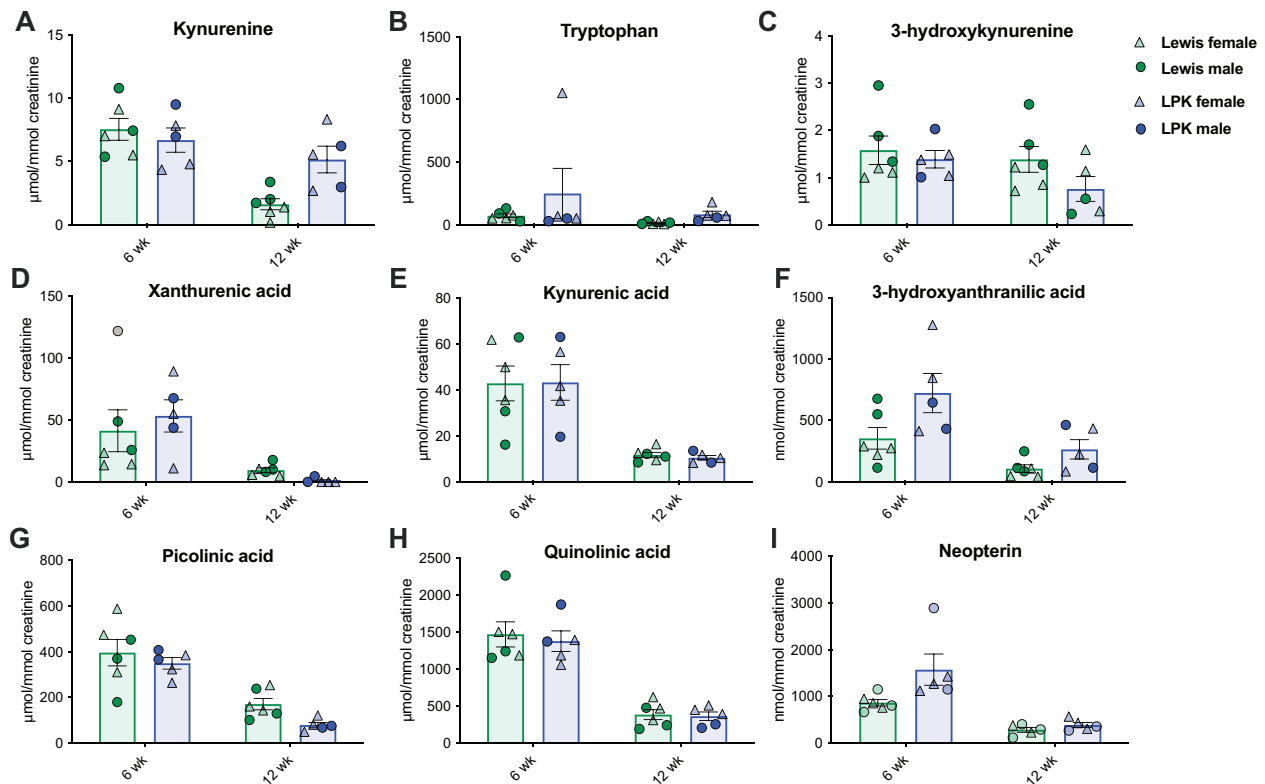 A
Kynurenine
µmol/mmol creatinine
15
10
5
0
6 wk
12 wk
B
Tryptophan
µmol/mmol creatinine
1500
1000
500
0
6 wk
12 wk
C
3-hydroxykynurenine
µmol/mmol creatinine
4
3
2
1
0
6 wk
12 wk
Lewis female
Lewis male
LPK female
LPK male
D
Xanthurenic acid
µmol/mmol creatinine
150
100
50
0
6 wk
12 wk
E
Kynurenic acid
µmol/mmol creatinine
80
60
40
20
0
6 wk
12 wk
F
3-hydroxyanthranilic acid
nmol/mmol creatinine
1500
1000
500
0
6 wk
12 wk
G
Picolinic acid
µmol/mmol creatinine
800
600
400
200
0
6 wk
12 wk
H
Quinolinic acid
µmol/mmol creatinine
2500
2000
1500
1000
500
0
6 wk
12 wk
I
Neopterin
nmol/mmol creatinine
4000
3000
2000
1000
0
6 wk
12 wk